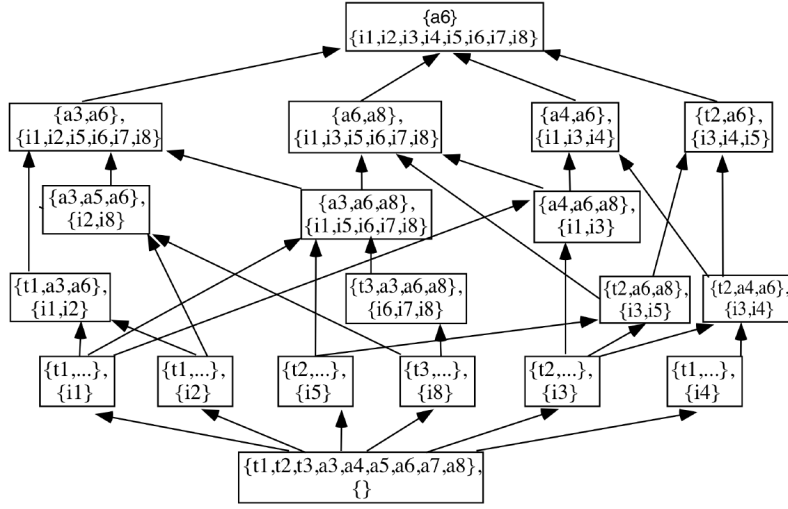 {a6}
{i1,i2,i3,i4,i5,i6,i7,i8}
{a3,a6},
{i1,i2,i5,i6,i7,i8}
{a6,a8},
{i1,i3,i5,i6,i7,i8}
{a4,a6},
{i1,i3,i4}
{t2,a6},
{i3,i4,i5}
{a3,a5,a6},
{i2,i8}
{a3,a6,a8},
{i1,i5,i6,i7,i8}
{a4,a6,a8},
{i1,i3}
{t1,a3,a6},
{i1,i2}
{t3,a3,a6,a8},
{i6,i7,i8}
{t2,a6,a8},
{i3,i5}
{t2,a4,a6},
{i3,i4}
{t1,...},
{i1}
{t1,...},
{i2}
{t2,...},
{i5}
{t3,...},
{i8}
{t2,...},
{i3}
{t1,...},
{i4}
{t1,t2,t3,a3,a4,a5,a6,a7,a8},
{}